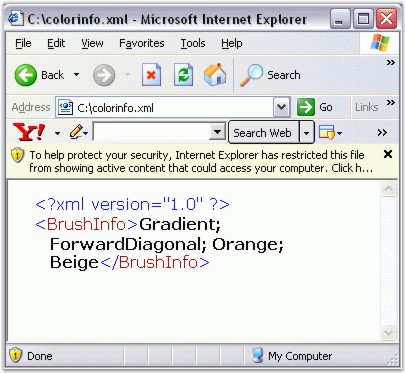 C:\colorinfo.xml - Microsoft Internet Explorer
File Edit View Favorites Tools Help
Back Search
Address C:\colorinfo.xml Go Links
Y! Search Web
To help protect your security, Internet Explorer has restricted this file
from showing active content that could access your computer. Click h...
<?xml version="1.0" ?>
<BrushInfo>Gradient;
ForwardDiagonal; Orange;
Beige</BrushInfo>
Done My Computer